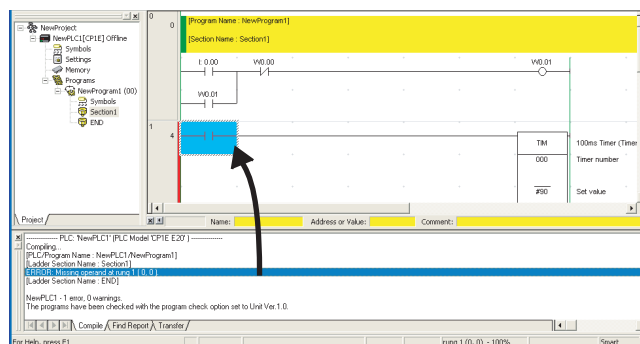 NewProject
NewPLC1[CP1E] Offline
Symbols
Settings
Memory
Programs
NewProgram1 (00)
Symbols
Section1
END
Project
0
0
[Program Name : NewProgram1]
[Section Name : Section1]
I: 0.00
W0.00
W0.01
W0.01
1
4
TIM
100ms Timer (Timer
000
Timer number
#90
Set value
Name:
Address or Value:
Comment:
----------- PLC: 'NewPLC1' (PLC Model 'CP1E E20') -----------
Compiling...
[PLC/Program Name : NewPLC1/NewProgram1]
[Ladder Section Name : Section1]
ERROR: Missing operand at rung 1 ( 0, 0 ).
[Ladder Section Name : END]
NewPLC1 - 1 error, 0 warnings.
The programs have been checked with the program check option set to Unit Ver.1.0.
Compile
Find Report
Transfer
For Help, press F1
rung 1 (0, 0) - 100%
Smart